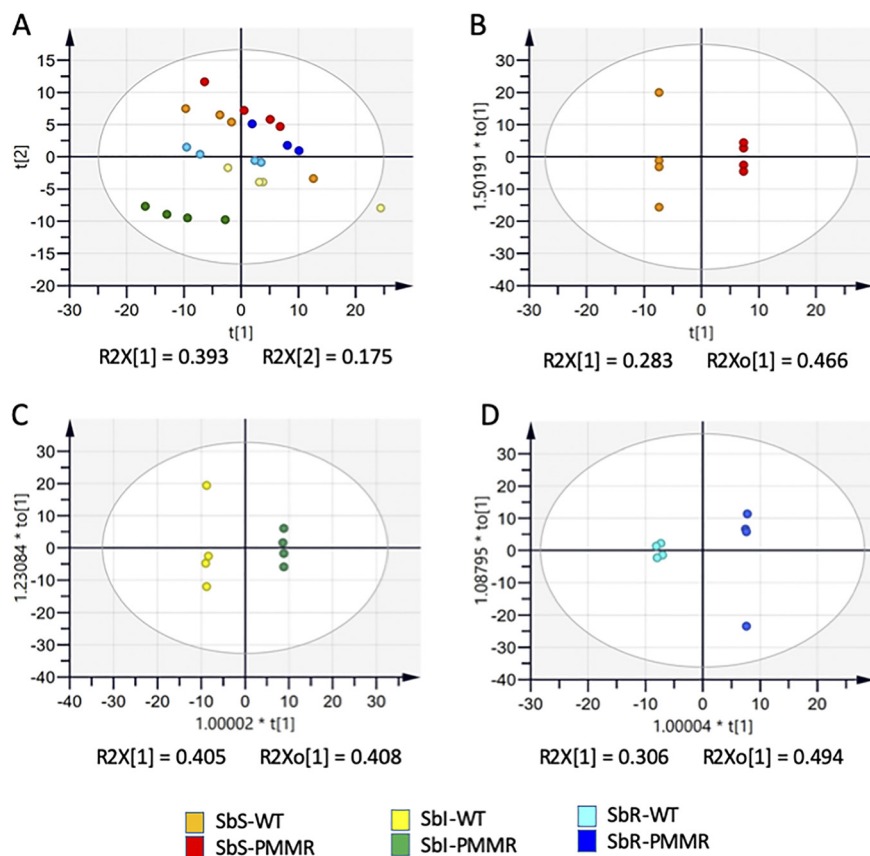 A
15
10
5
0
-5
-10
-15
-20
t[2]
-30 -20 -10 0 10 20
t[1]
R2X[1] = 0.393 R2X[2] = 0.175
B
30
20
10
0
-10
-20
-30
-40
1.50191 * to[1]
-30 -20 -10 0 10 20
t[1]
R2X[1] = 0.283 R2Xo[1] = 0.466
C
30
20
10
0
-10
-20
-30
-40
1.23084 * to[1]
-40 -30 -20 -10 0 10 20 30
1.00002 * t[1]
R2X[1] = 0.405 R2Xo[1] = 0.408
D
30
20
10
0
-10
-20
-30
-40
1.08795 * to[1]
-30 -20 -10 0 10 20
1.00004 * t[1]
R2X[1] = 0.306 R2Xo[1] = 0.494
SbS-WT
SbS-PMMR
SbI-WT
SbI-PMMR
SbR-WT
SbR-PMMR